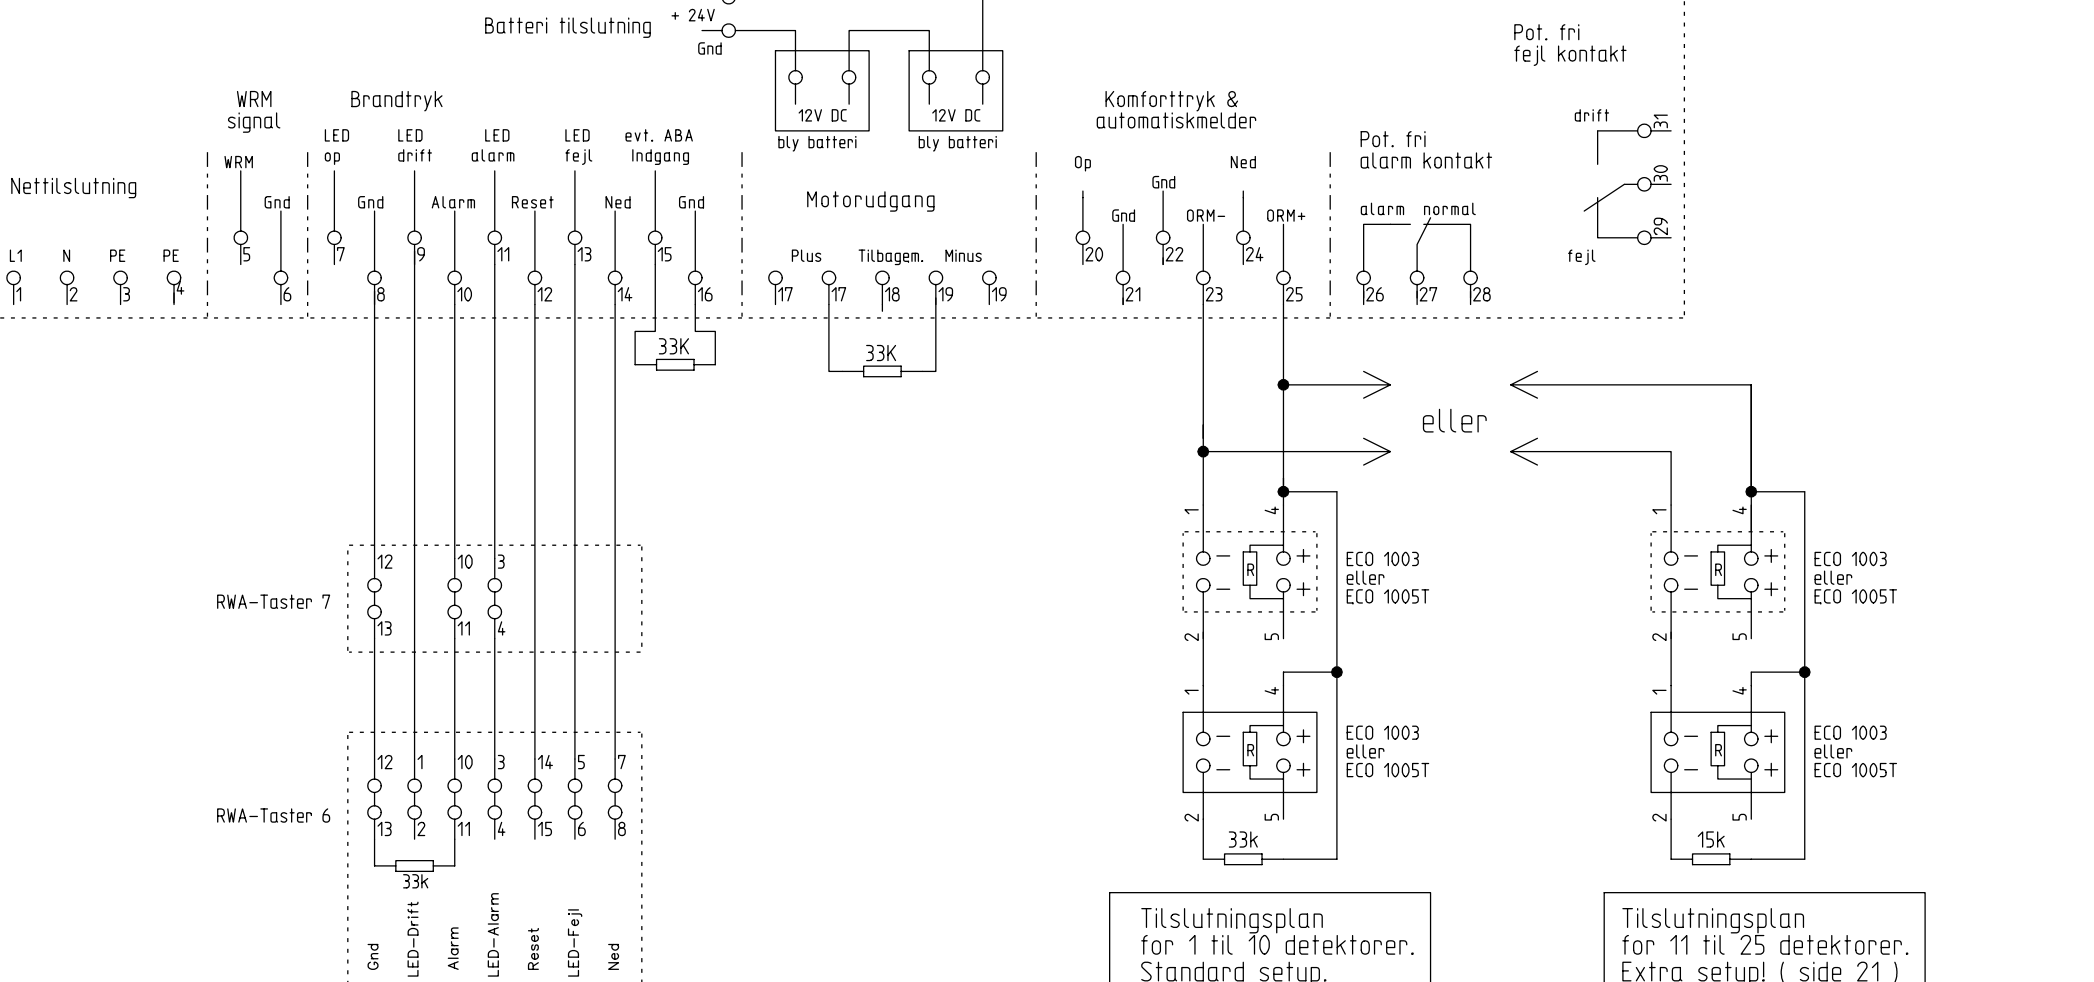 Batteri tilslutning
+ 24V
Gnd
12V DC
bly batteri
12V DC
bly batteri
Pot. fri
fejl kontakt
drift
31
30
29
fejl
Nettilslutning
L1
N
PE
PE
1
2
3
4
WRM
signal
WRM
Gnd
5
6
Brandtryk
LED
op
LED
drift
LED
alarm
LED
fejl
evt. ABA
Indgang
Gnd
Alarm
Reset
Ned
Gnd
7
9
11
13
15
8
10
12
14
16
33K
Motorudgang
Plus
Tilbagem.
Minus
17
17
18
19
19
33K
Komforttryk &
automatiskmelder
Op
Gnd
Ned
Gnd
ORM-
ORM+
20
22
24
21
23
25
Pot. fri
alarm kontakt
alarm
normal
26
27
28
eller
RWA-Taster 7
12
10
3
13
11
4
RWA-Taster 6
12
1
10
3
14
5
7
13
2
11
4
15
6
8
33k
Gnd
LED-Drift
Alarm
LED-Alarm
Reset
LED-Fejl
Ned
1
4
- R +
- +
ECO 1003
eller
ECO 1005T
2
5
1
4
- R +
- +
ECO 1003
eller
ECO 1005T
2
5
33k
1
4
- R +
- +
ECO 1003
eller
ECO 1005T
2
5
1
4
- R +
- +
ECO 1003
eller
ECO 1005T
2
5
15k
Tilslutningsplan
for 1 til 10 detektorer.
Standard setup.
Tilslutningsplan
for 11 til 25 detektorer.
Extra setup! ( side 21 )